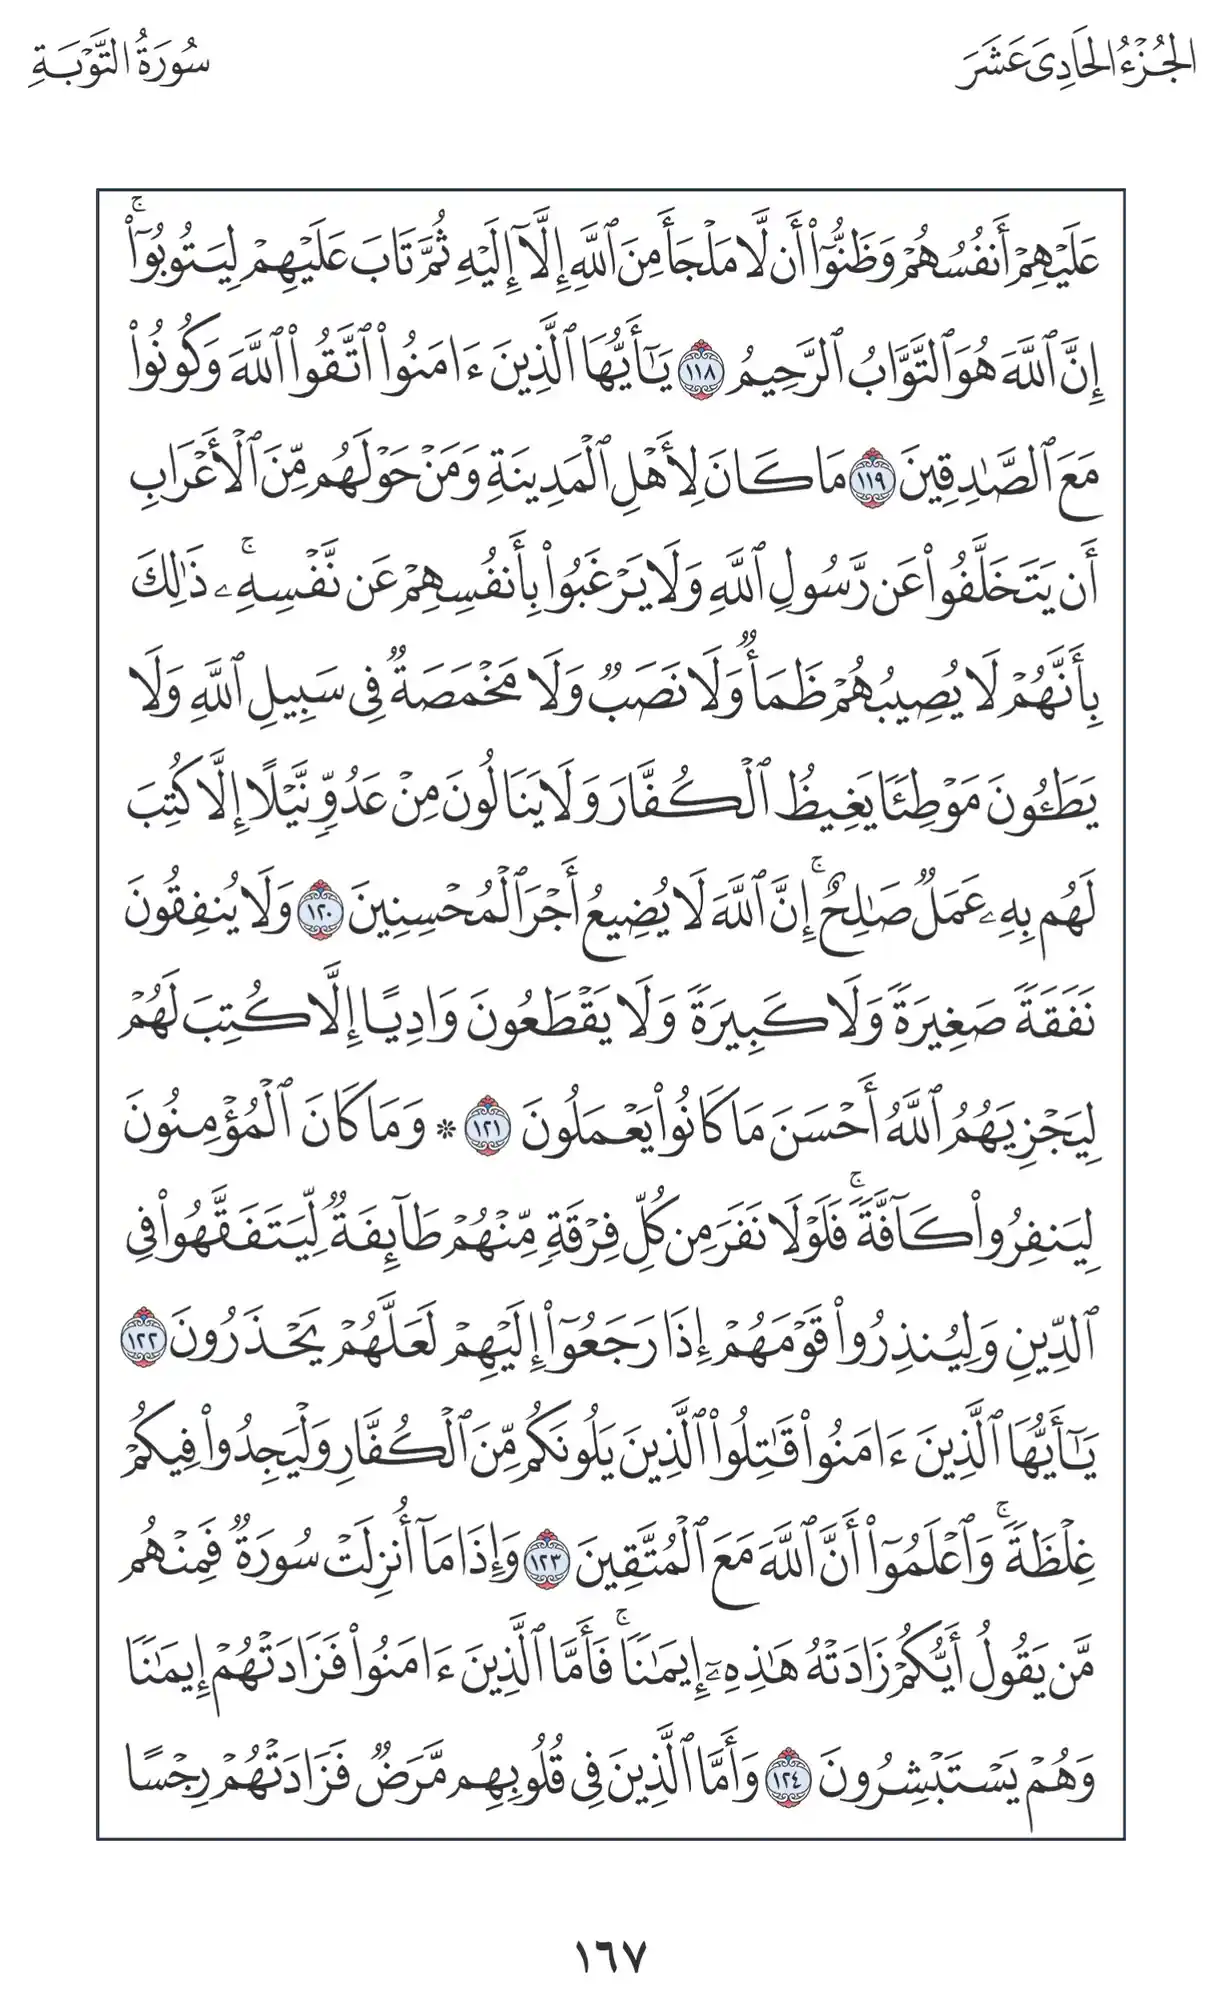 الجُزْءُ الحَادِىَ عَشَرَ
سُورَةُ التَّوْبَةِ
عَلَيْهِمْ أَنفُسُهُمْ وَظَنُّوٓا۟ أَن لَّا مَلْجَأَ مِنَ ٱللَّهِ إِلَّآ إِلَيْهِ ثُمَّ تَابَ عَلَيْهِمْ لِيَتُوبُوٓا۟ۚ
إِنَّ ٱللَّهَ هُوَ ٱلتَّوَّابُ ٱلرَّحِيمُ ١١٨ يَـٰٓأَيُّهَا ٱلَّذِينَ ءَامَنُوا۟ ٱتَّقُوا۟ ٱللَّهَ وَكُونُوا۟
مَعَ ٱلصَّـٰدِقِينَ ١١٩ مَا كَانَ لِأَهْلِ ٱلْمَدِينَةِ وَمَنْ حَوْلَهُم مِّنَ ٱلْأَعْرَابِ
أَن يَتَخَلَّفُوا۟ عَن رَّسُولِ ٱللَّهِ وَلَا يَرْغَبُوا۟ بِأَنفُسِهِمْ عَن نَّفْسِهِۦۚ ذَٰلِكَ
بِأَنَّهُمْ لَا يُصِيبُهُمْ ظَمَأٌ وَلَا نَصَبٌ وَلَا مَخْمَصَةٌ فِى سَبِيلِ ٱللَّهِ وَلَا
يَطَـُٔونَ مَوْطِئًا يَغِيظُ ٱلْكُفَّارَ وَلَا يَنَالُونَ مِنْ عَدُوٍّ نَّيْلًا إِلَّا كُتِبَ
لَهُم بِهِۦ عَمَلٌ صَـٰلِحٌۚ إِنَّ ٱللَّهَ لَا يُضِيعُ أَجْرَ ٱلْمُحْسِنِينَ ١٢٠ وَلَا يُنفِقُونَ
نَفَقَةً صَغِيرَةً وَلَا كَبِيرَةً وَلَا يَقْطَعُونَ وَادِيًا إِلَّا كُتِبَ لَهُمْ
لِيَجْزِيَهُمُ ٱللَّهُ أَحْسَنَ مَا كَانُوا۟ يَعْمَلُونَ ١٢١ * وَمَا كَانَ ٱلْمُؤْمِنُونَ
لِيَنفِرُوا۟ كَآفَّةًۚ فَلَوْلَا نَفَرَ مِن كُلِّ فِرْقَةٍ مِّنْهُمْ طَآئِفَةٌ لِّيَتَفَقَّهُوا۟ فِى
ٱلدِّينِ وَلِيُنذِرُوا۟ قَوْمَهُمْ إِذَا رَجَعُوٓا۟ إِلَيْهِمْ لَعَلَّهُمْ يَحْذَرُونَ ١٢٢
يَـٰٓأَيُّهَا ٱلَّذِينَ ءَامَنُوا۟ قَـٰتِلُوا۟ ٱلَّذِينَ يَلُونَكُم مِّنَ ٱلْكُفَّارِ وَلْيَجِدُوا۟ فِيكُمْ
غِلْظَةًۚ وَٱعْلَمُوٓا۟ أَنَّ ٱللَّهَ مَعَ ٱلْمُتَّقِينَ ١٢٣ وَإِذَا مَآ أُنزِلَتْ سُورَةٌ فَمِنْهُم
مَّن يَقُولُ أَيُّكُمْ زَادَتْهُ هَـٰذِهِۦٓ إِيمَـٰنًاۚ فَأَمَّا ٱلَّذِينَ ءَامَنُوا۟ فَزَادَتْهُمْ إِيمَـٰنًا
وَهُمْ يَسْتَبْشِرُونَ ١٢٤ وَأَمَّا ٱلَّذِينَ فِى قُلُوبِهِم مَّرَضٌ فَزَادَتْهُمْ رِجْسًا
١٦٧